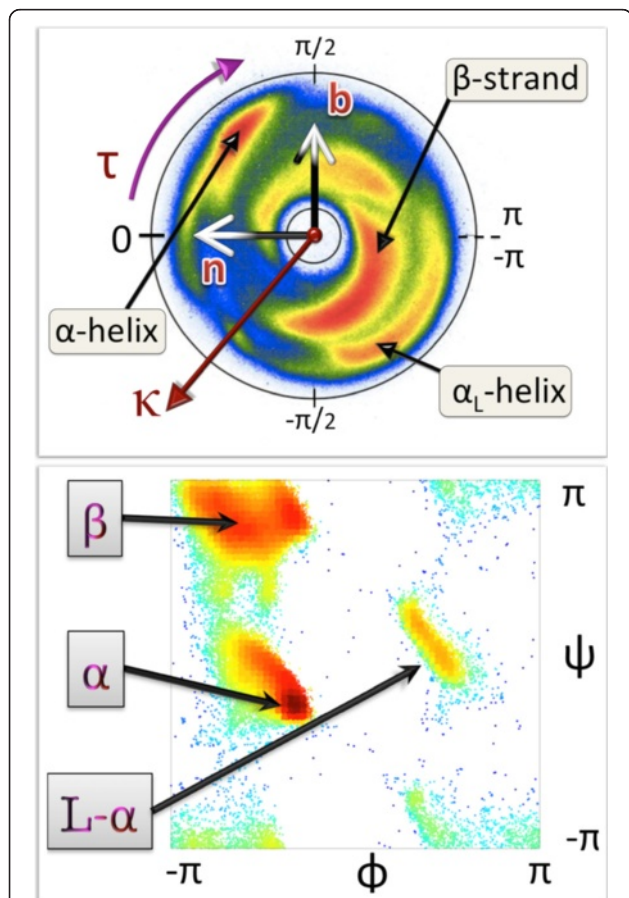 π/2
b
β-strand
τ
0
π
-π
n
α-helix
κ
-π/2
αL-helix
β
π
α
ψ
L-α
-π
-π
ϕ
π